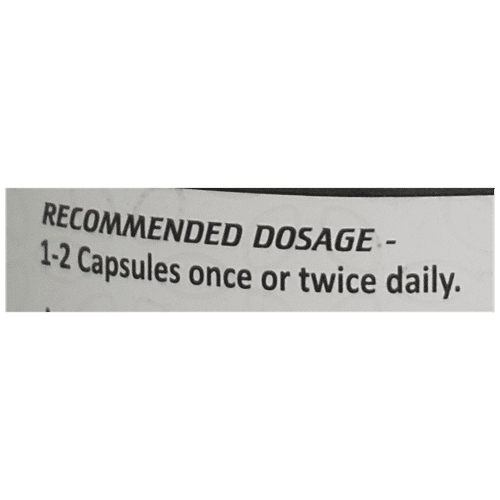 RECOMMENDED DOSAGE -
1-2 Capsules once or twice daily.